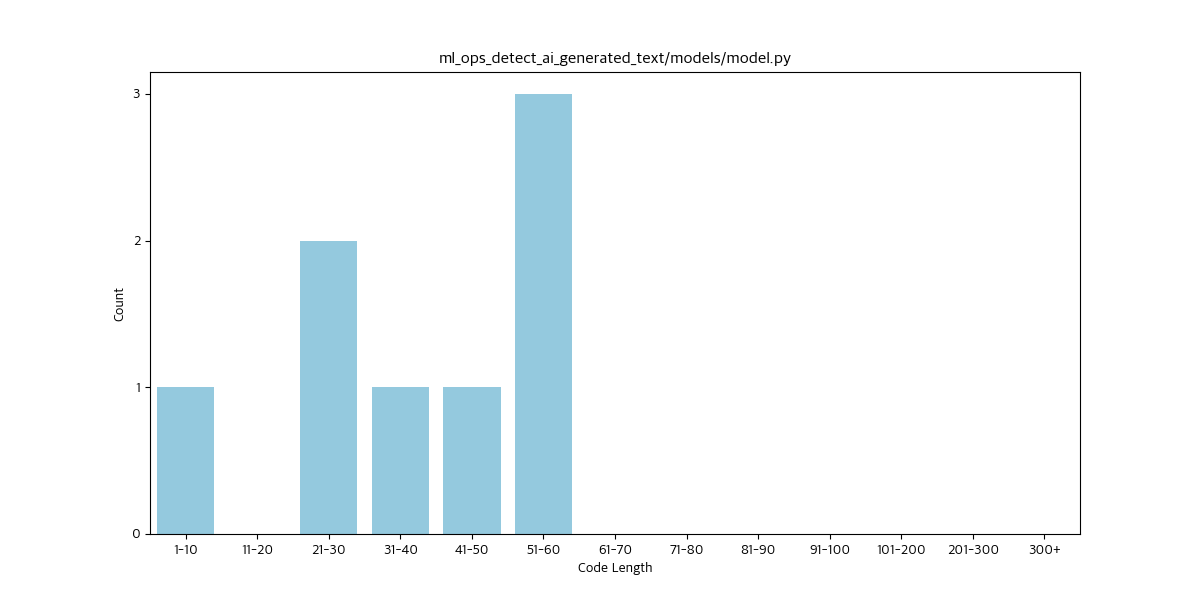 ml_ops_detect_ai_generated_text/models/model.py
3
2
1
0
Count
1-10 11-20 21-30 31-40 41-50 51-60 61-70 71-80 81-90 91-100 101-200 201-300 300+
Code Length